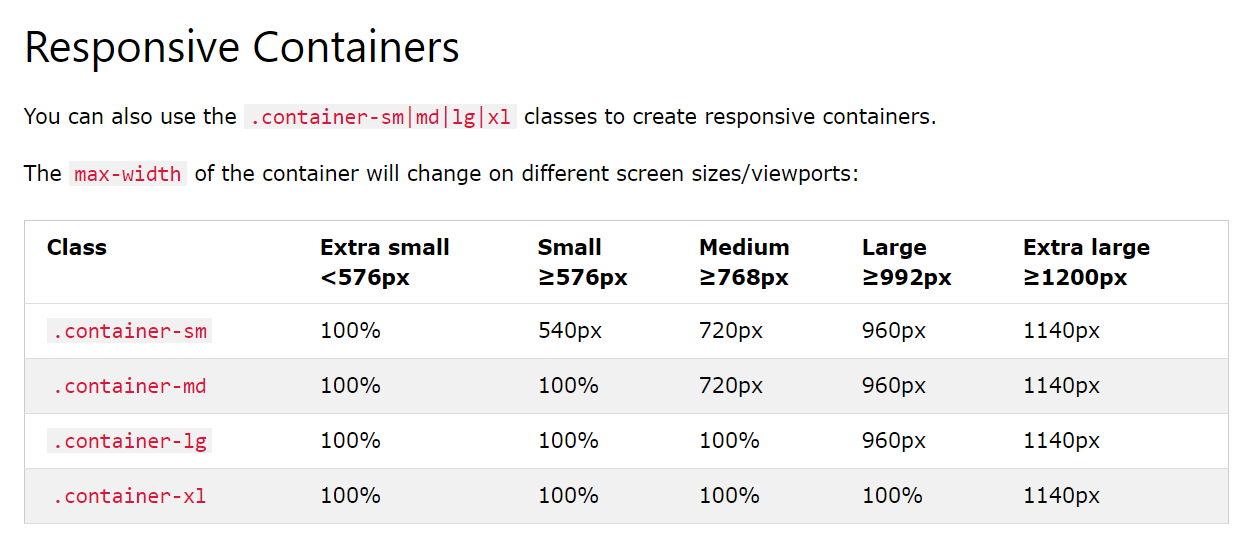 Responsive Containers
You can also use the .container-sm|md|lg|xl classes to create responsive containers.
The max-width of the container will change on different screen sizes/viewports:
Class Extra small Small Medium Large Extra large
<576px ≥576px ≥768px ≥992px ≥1200px
.container-sm 100% 540px 720px 960px 1140px
.container-md 100% 100% 720px 960px 1140px
.container-lg 100% 100% 100% 960px 1140px
.container-xl 100% 100% 100% 100% 1140px